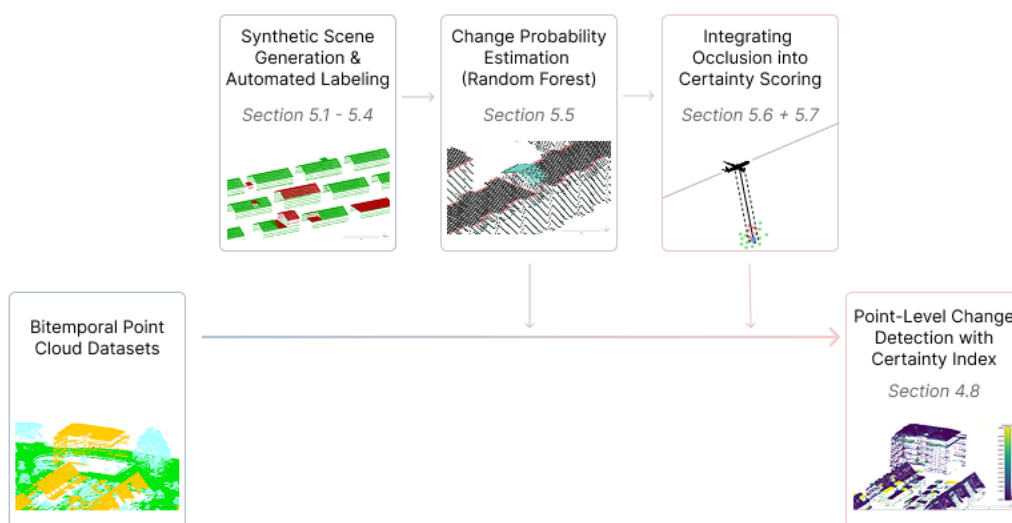 Synthetic Scene
Generation &
Automated Labeling
Section 5.1 - 5.4
Change Probability
Estimation
(Random Forest)
Section 5.5
Integrating
Occlusion into
Certainty Scoring
Section 5.6 + 5.7
Bitemporal Point
Cloud Datasets
Point-Level Change
Detection with
Certainty Index
Section 4.8